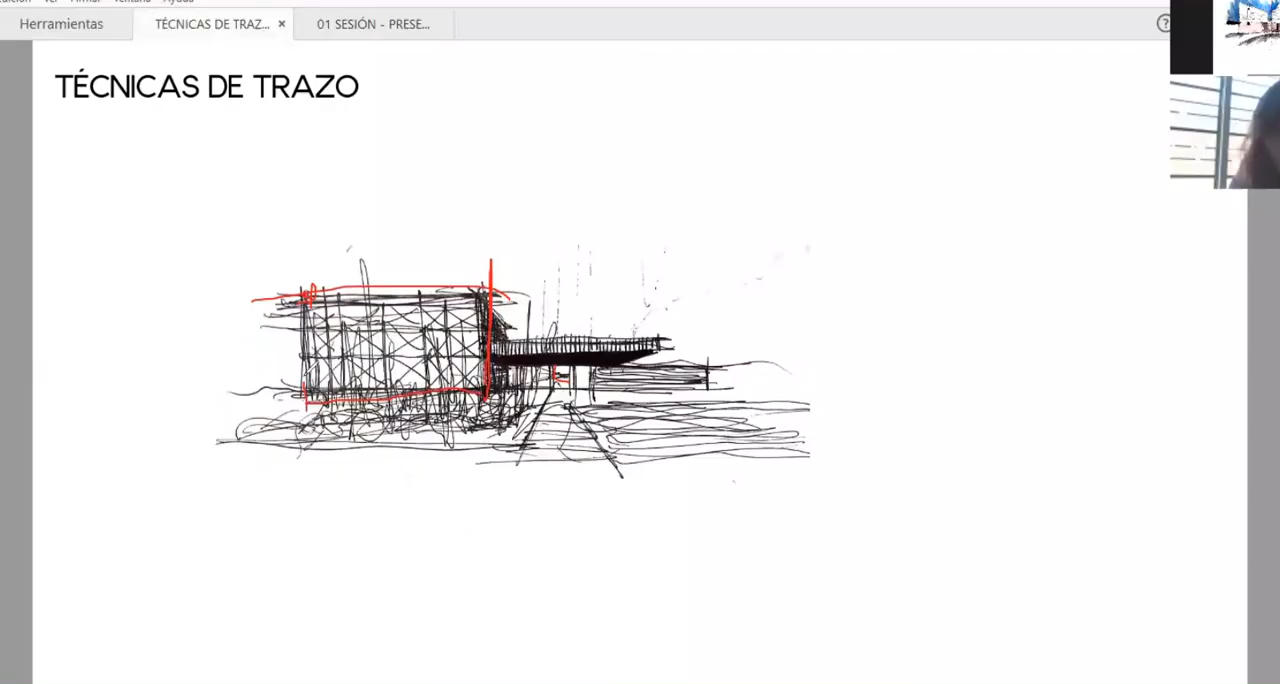 Herramientas
TÉCNICAS DE TRAZ... ×
01 SESIÓN - PRESE...
?
TÉCNICAS DE TRAZO